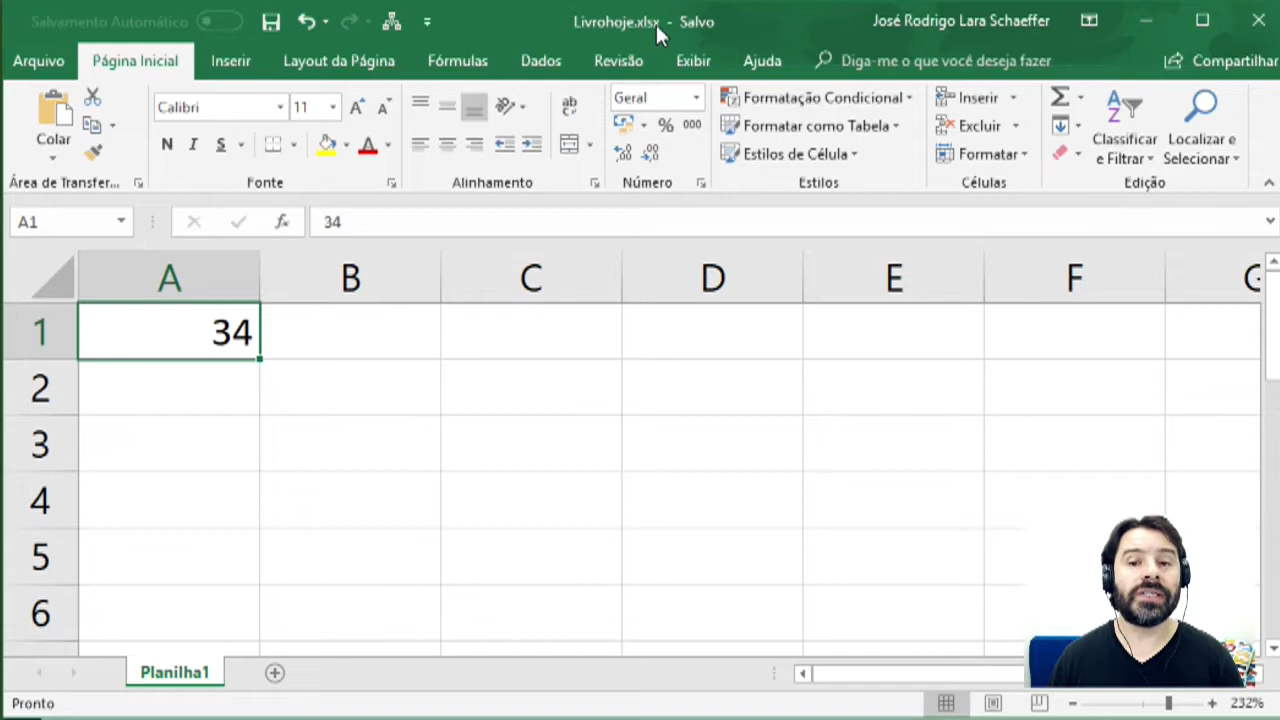 Salvamento Automático
Livrohoje.xlsx - Salvo
José Rodrigo Lara Schaeffer
Arquivo
Página Inicial
Inserir
Layout da Página
Fórmulas
Dados
Revisão
Exibir
Ajuda
Diga-me o que você deseja fazer
Compartilhar
Colar
Calibri
11
N I S
ab
Geral
% 000
Formatação Condicional
Formatar como Tabela
Estilos de Célula
Inserir
Excluir
Formatar
Classificar
e Filtrar
Localizar e
Selecionar
Área de Transfer...
Fonte
Alinhamento
Número
Estilos
Células
Edição
A1
fx
34
A B C D E F G
1 34
2
3
4
5
6
Planilha1
Pronto
232%